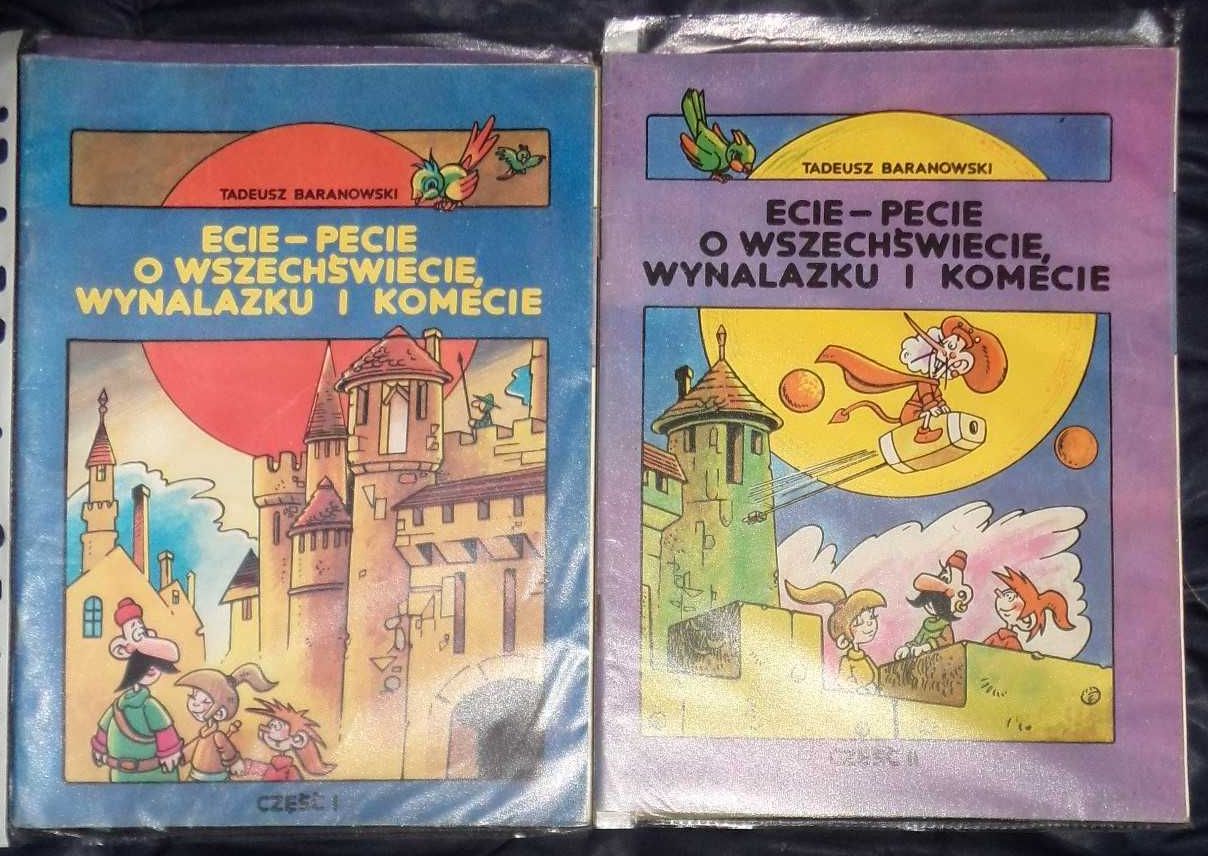 TADEUSZ BARANOWSKI
ECIE – PECIE
O WSZECHŚWIECIE,
WYNALAZKU I KOMECIE
CZĘŚĆ I
TADEUSZ BARANOWSKI
ECIE – PECIE
O WSZECHŚWIECIE,
WYNALAZKU I KOMECIE
CZĘŚĆ II